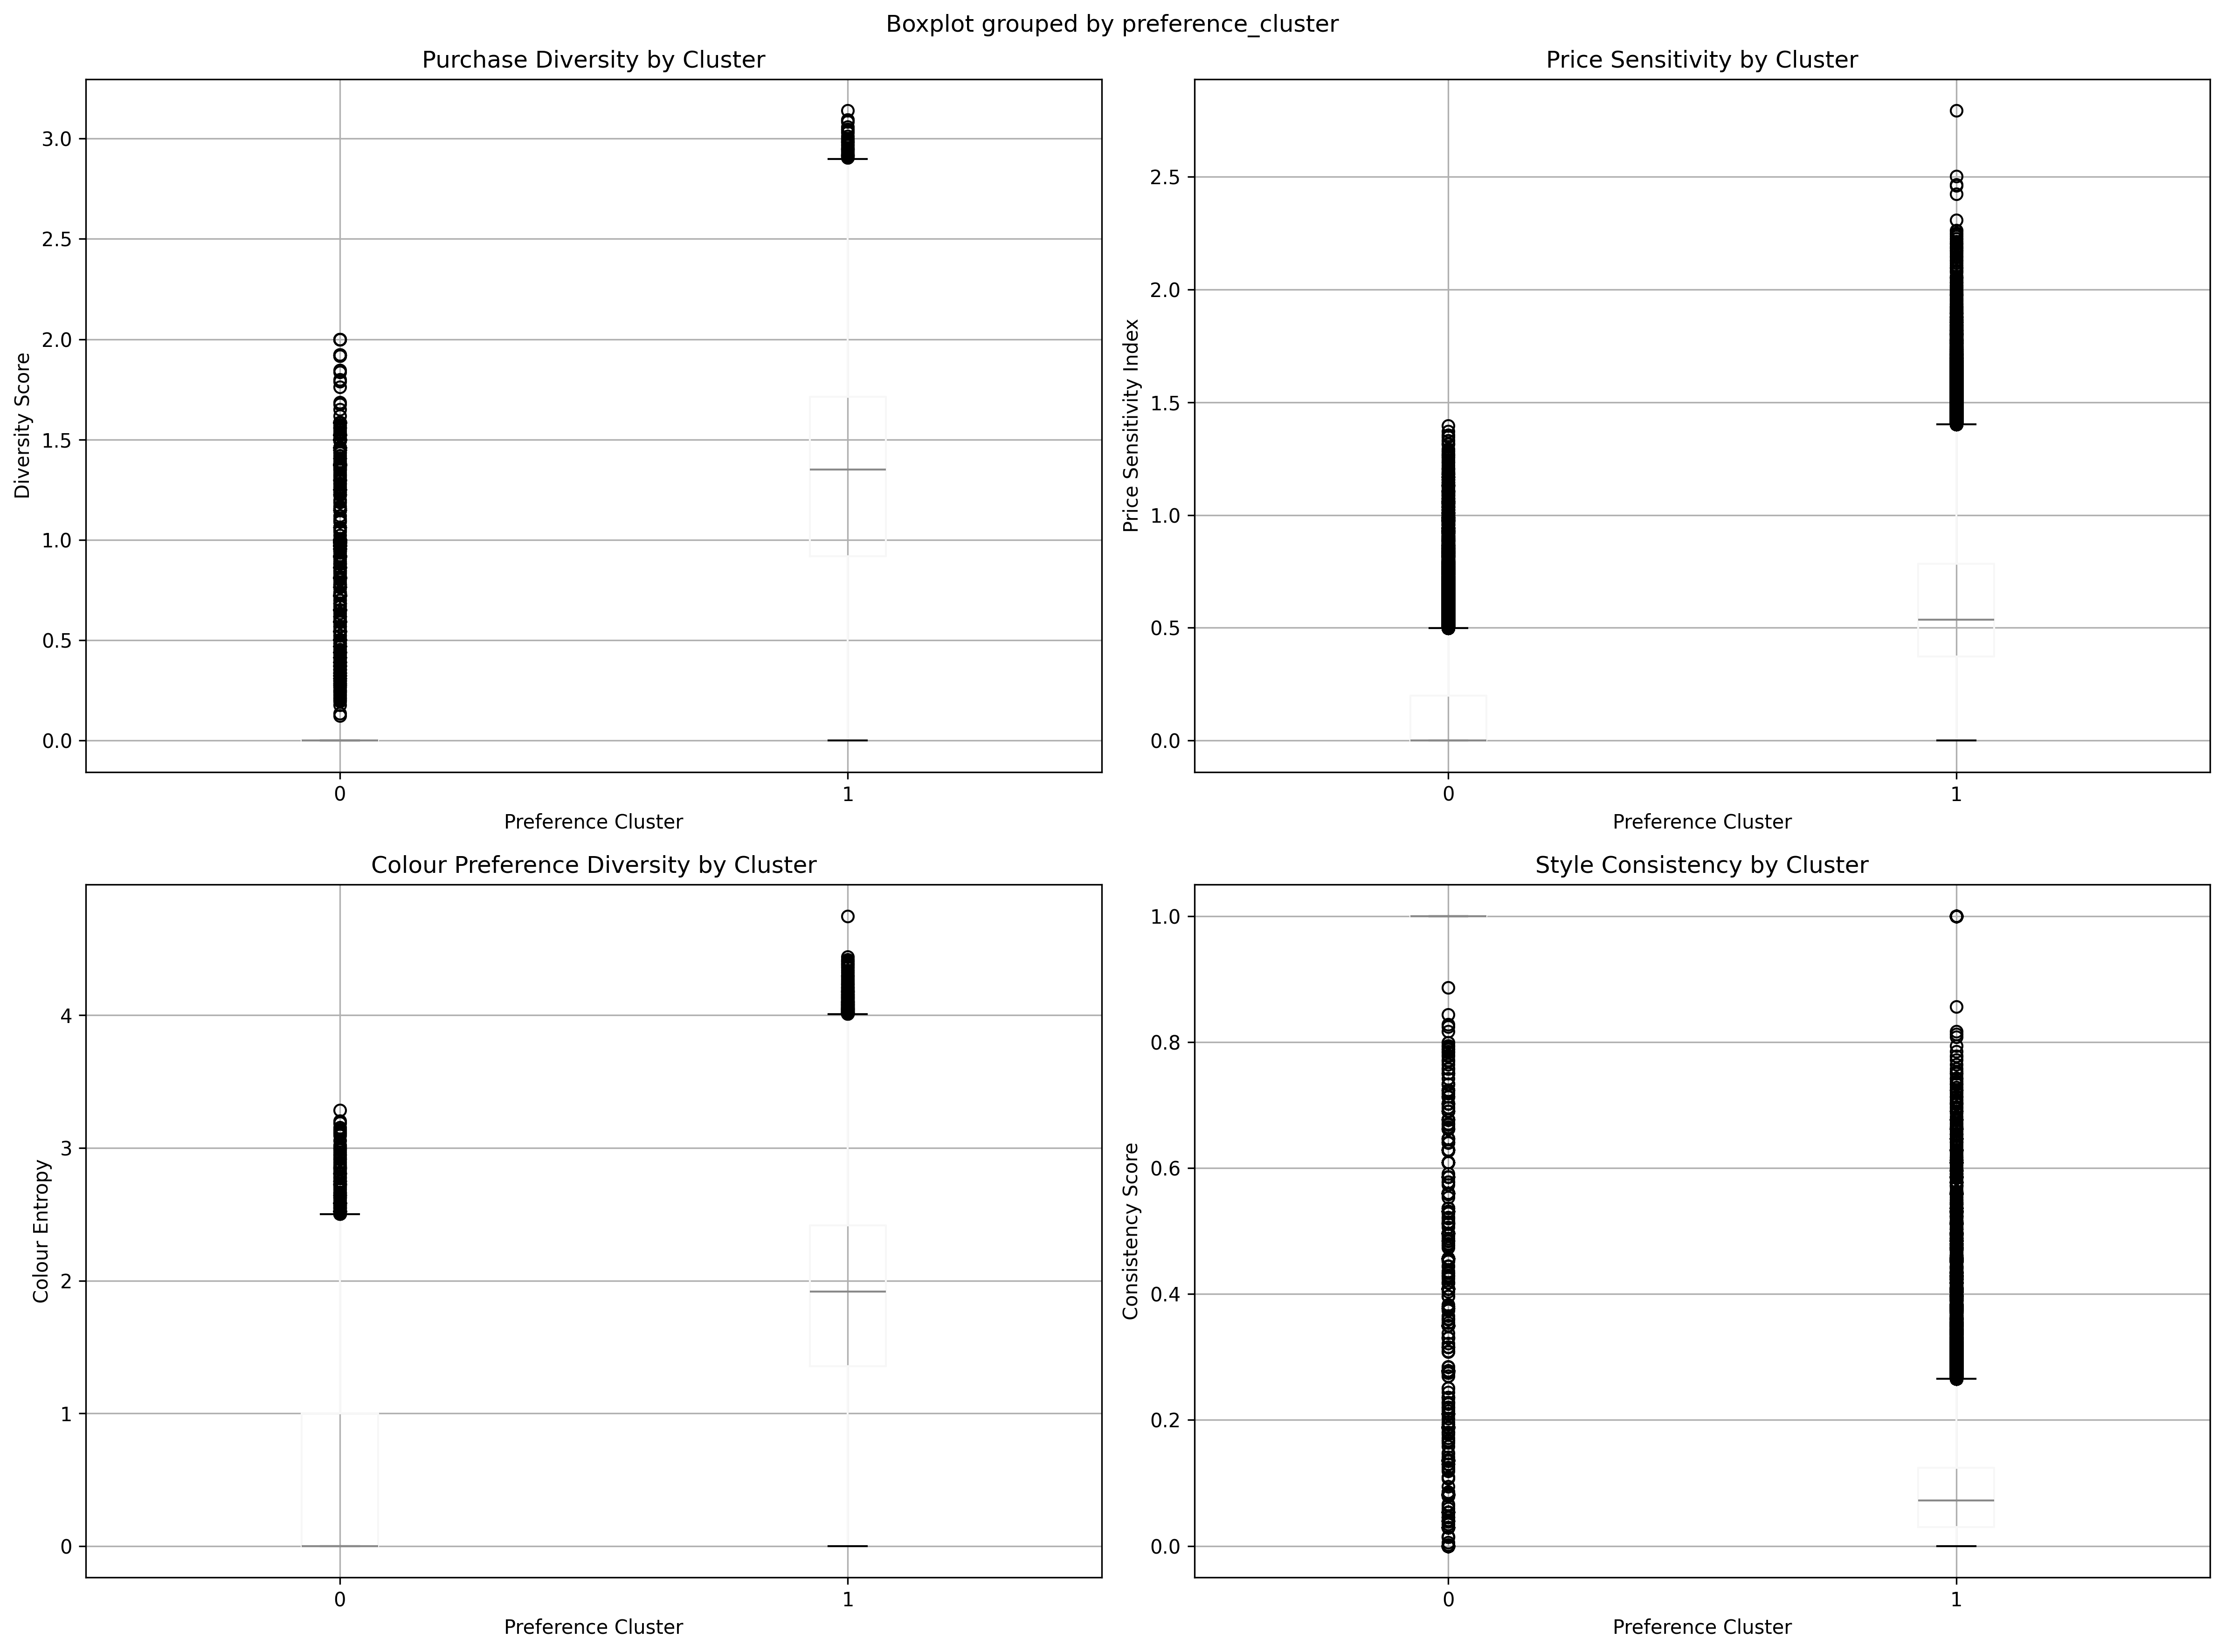 Boxplot grouped by preference_cluster
Purchase Diversity by Cluster
Diversity Score
3.0
2.5
2.0
1.5
1.0
0.5
0.0
0 1
Preference Cluster
Price Sensitivity by Cluster
Price Sensitivity Index
2.5
2.0
1.5
1.0
0.5
0.0
0 1
Preference Cluster
Colour Preference Diversity by Cluster
Colour Entropy
4
3
2
1
0
0 1
Preference Cluster
Style Consistency by Cluster
Consistency Score
1.0
0.8
0.6
0.4
0.2
0.0
0 1
Preference Cluster